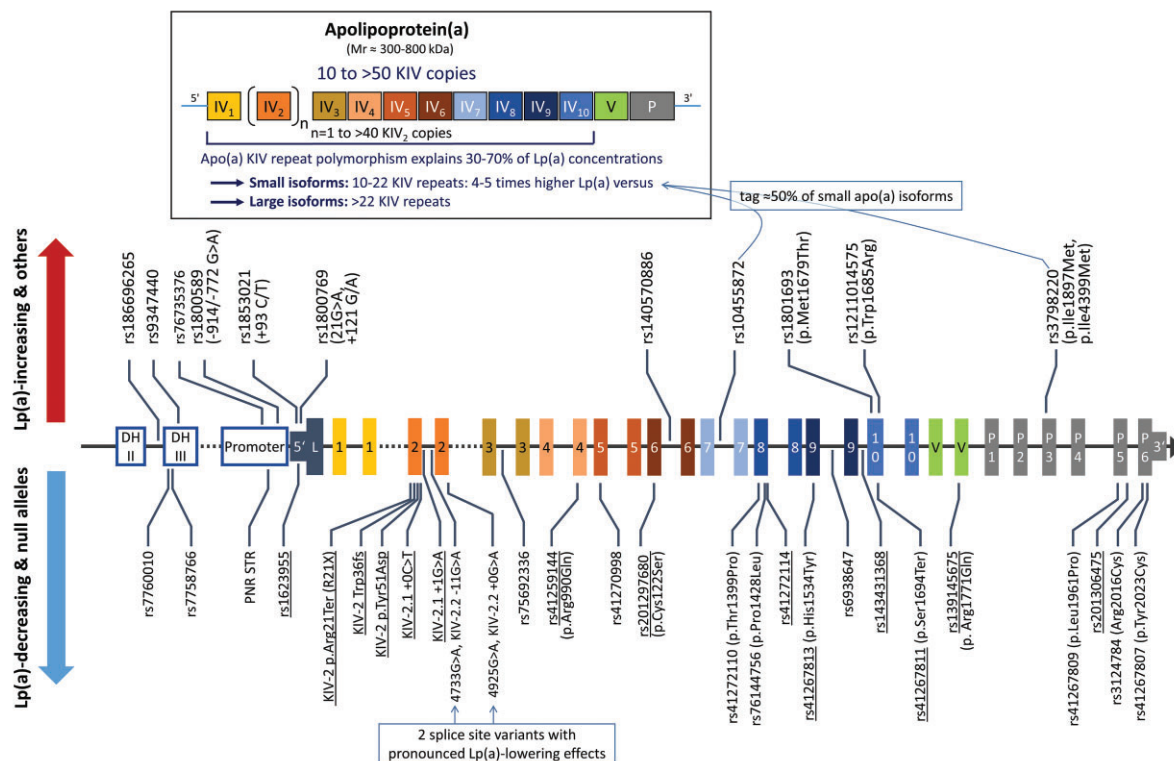 Apolipoprotein(a)
(Mr ≈ 300-800 kDa)
10 to >50 KIV copies
5' IV1 (IV2)n IV3 IV4 IV5 IV6 IV7 IV8 IV9 IV10 V P 3'
n=1 to >40 KIV2 copies
Apo(a) KIV repeat polymorphism explains 30-70% of Lp(a) concentrations
Small isoforms: 10-22 KIV repeats: 4-5 times higher Lp(a) versus
Large isoforms: >22 KIV repeats
tag ≈50% of small apo(a) isoforms
Lp(a)-increasing & others
rs186696265
rs9347440
rs76735376
rs1800589
(-914/-772 G>A)
rs1853021
(+93 C/T)
rs1800769
(21G>A,
+121 G/A)
rs140570886
rs10455872
rs1801693
(p.Met1679Thr)
rs1211014575
(p.Trp1685Arg)
rs3798220
(p.Ile1897Met,
p.Ile4399Met)
DH II DH III Promoter 5' L 1 1 2 2 3 3 4 4 5 5 6 6 7 7 8 8 9 9 10 10 V V P1 P2 P3 P4 P5 P6 3'
Lp(a)-decreasing & null alleles
rs7760010
rs7758766
PNR STR
rs1623955
KIV-2 p.Arg21Ter (R21X)
KIV-2 Trp36fs
KIV-2 p.Tyr51Asp
KIV-2.1 +0C>T
KIV-2.1 +1G>A
4733G>A, KIV-2.2 -11G>A
4925G>A, KIV-2.2 +0G>A
rs75692336
rs41259144
(p.Arg990Gln)
rs41270998
rs201297680
(p.Cys122Ser)
rs41272110 (p.Thr1399Pro)
rs76144756 (p.Pro1428Leu)
rs41272114
rs41267813 (p.His1534Tyr)
rs6938647
rs143431368
rs41267811 (p.Ser1694Ter)
rs139145675
(p. Arg1771Gln)
rs41267809 (p.Leu1961Pro)
rs201306475
rs3124784 (Arg2016Cys)
rs41267807 (p.Tyr2023Cys)
2 splice site variants with
pronounced Lp(a)-lowering effects